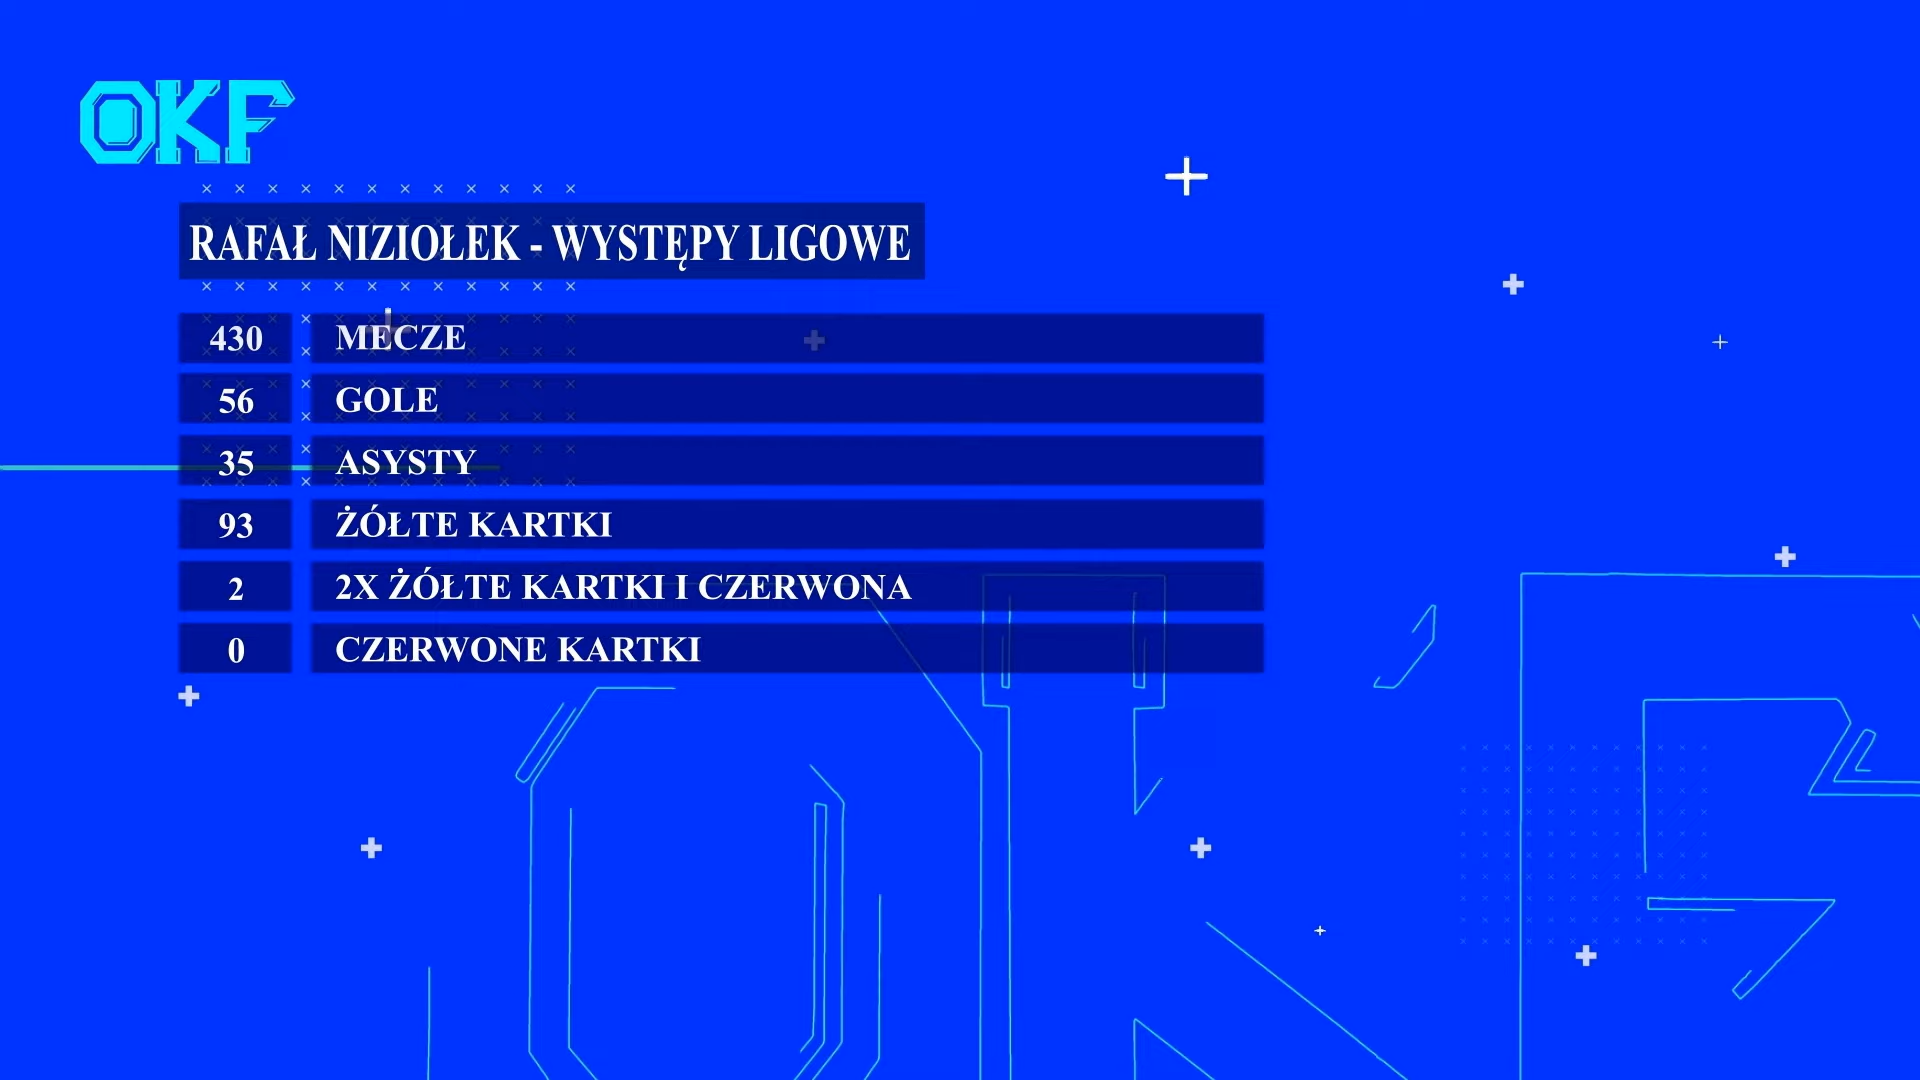 OKF
RAFAŁ NIZIOŁEK - WYSTĘPY LIGOWE
430 MECZE
56 GOLE
35 ASYSTY
93 ŻÓŁTE KARTKI
2 2X ŻÓŁTE KARTKI I CZERWONA
0 CZERWONE KARTKI